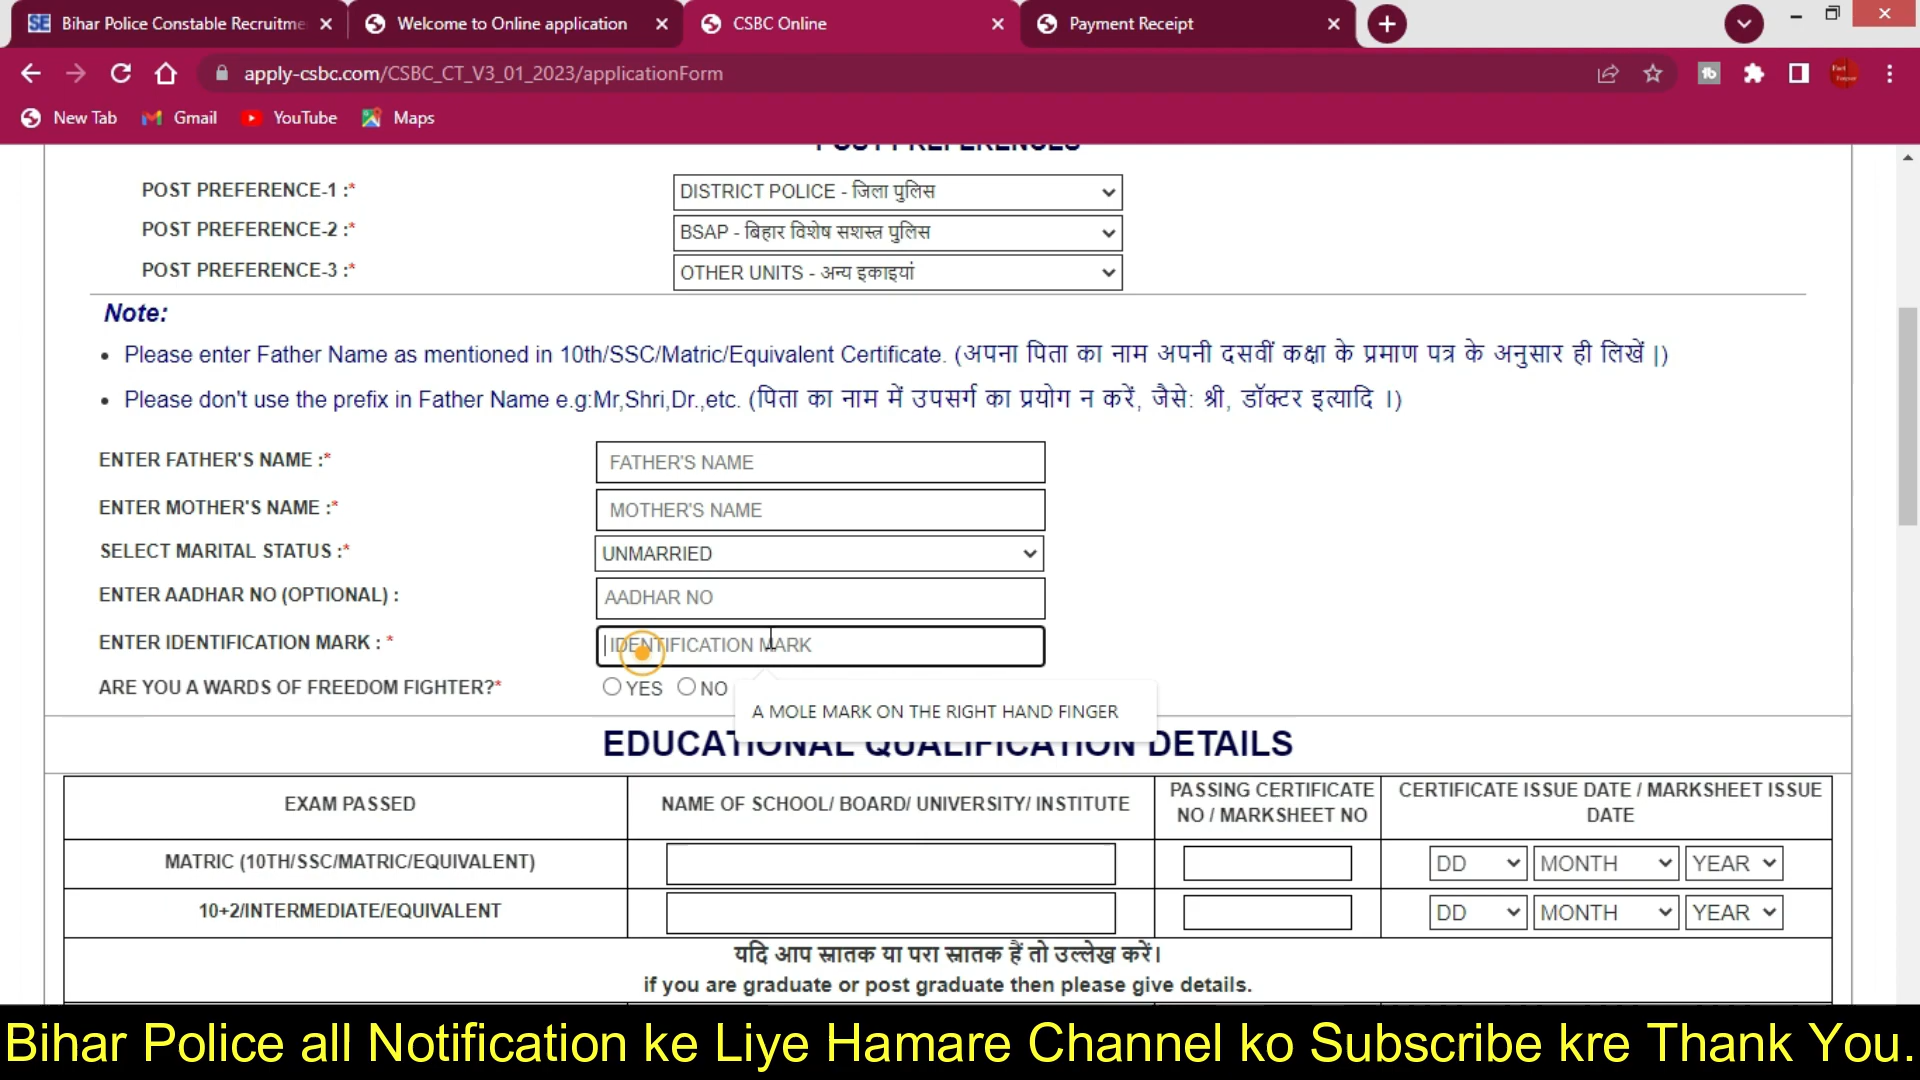 Bihar Police Constable Recruitme
Welcome to Online application
CSBC Online
Payment Receipt
apply-csbc.com/CSBC_CT_V3_01_2023/applicationForm
New Tab
Gmail
YouTube
Maps
POST PREFERENCES
POST PREFERENCE-1 :*
DISTRICT POLICE - जिला पुलिस
POST PREFERENCE-2 :*
BSAP - बिहार विशेष सशस्त्र पुलिस
POST PREFERENCE-3 :*
OTHER UNITS - अन्य इकाइयां
Note:
• Please enter Father Name as mentioned in 10th/SSC/Matric/Equivalent Certificate. (अपना पिता का नाम अपनी दसवीं कक्षा के प्रमाण पत्र के अनुसार ही लिखें |)
• Please don't use the prefix in Father Name e.g:Mr,Shri,Dr.,etc. (पिता का नाम में उपसर्ग का प्रयोग न करें, जैसे: श्री, डॉक्टर इत्यादि ।)
ENTER FATHER'S NAME :*
FATHER'S NAME
ENTER MOTHER'S NAME :*
MOTHER'S NAME
SELECT MARITAL STATUS :*
UNMARRIED
ENTER AADHAR NO (OPTIONAL) :
AADHAR NO
ENTER IDENTIFICATION MARK : *
IDENTIFICATION MARK
ARE YOU A WARDS OF FREEDOM FIGHTER?*
YES NO
A MOLE MARK ON THE RIGHT HAND FINGER
EDUCATIONAL QUALIFICATION DETAILS
EXAM PASSED
NAME OF SCHOOL/ BOARD/ UNIVERSITY/ INSTITUTE
PASSING CERTIFICATE
NO / MARKSHEET NO
CERTIFICATE ISSUE DATE / MARKSHEET ISSUE
DATE
MATRIC (10TH/SSC/MATRIC/EQUIVALENT)
DD MONTH YEAR
10+2/INTERMEDIATE/EQUIVALENT
DD MONTH YEAR
यदि आप स्नातक या परा स्नातक हैं तो उल्लेख करें।
if you are graduate or post graduate then please give details.
Bihar Police all Notification ke Liye Hamare Channel ko Subscribe kre Thank You.